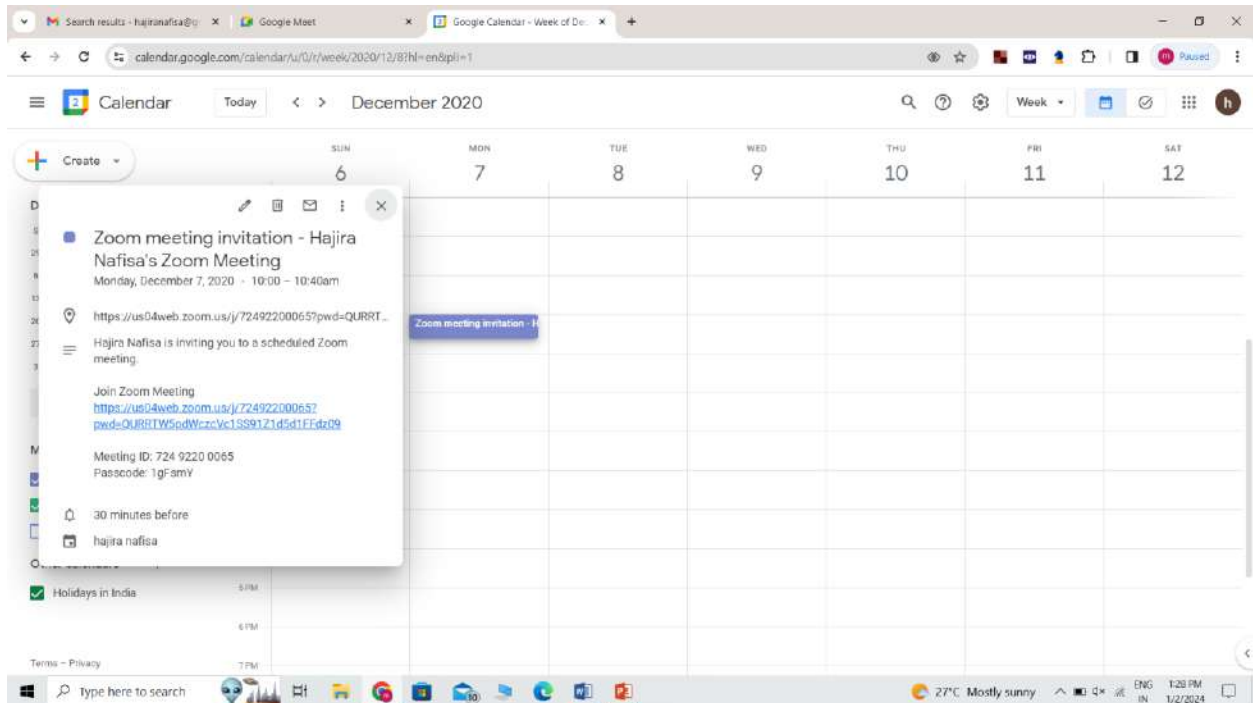 Search results - hajiranafisa@g
Google Meet
Google Calendar - Week of De
calendar.google.com/calendar/u/0/r/week/2020/12/8?hl=en&pli=1
Paused
2
Calendar
Today
December 2020
Week
h
Create
SUN MON TUE WED THU FRI SAT
6 7 8 9 10 11 12
Zoom meeting invitation - Hajira
Nafisa's Zoom Meeting
Monday, December 7, 2020 - 10:00 – 10:40am
https://us04web.zoom.us/j/72492200065?pwd=QURRT...
Zoom meeting invitation - H
Hajira Nafisa is inviting you to a scheduled Zoom
meeting.
Join Zoom Meeting
https://us04web.zoom.us/j/72492200065?
pwd=QURRTW5pdWczcVc1SS91Z1d5d1FFdz09
Meeting ID: 724 9220 0065
Passcode: 1gFsmY
30 minutes before
hajira nafisa
Holidays in India
5 PM
6 PM
Terms – Privacy
7 PM
Type here to search
27°C Mostly sunny
ENG
IN
1:28 PM
1/2/2024